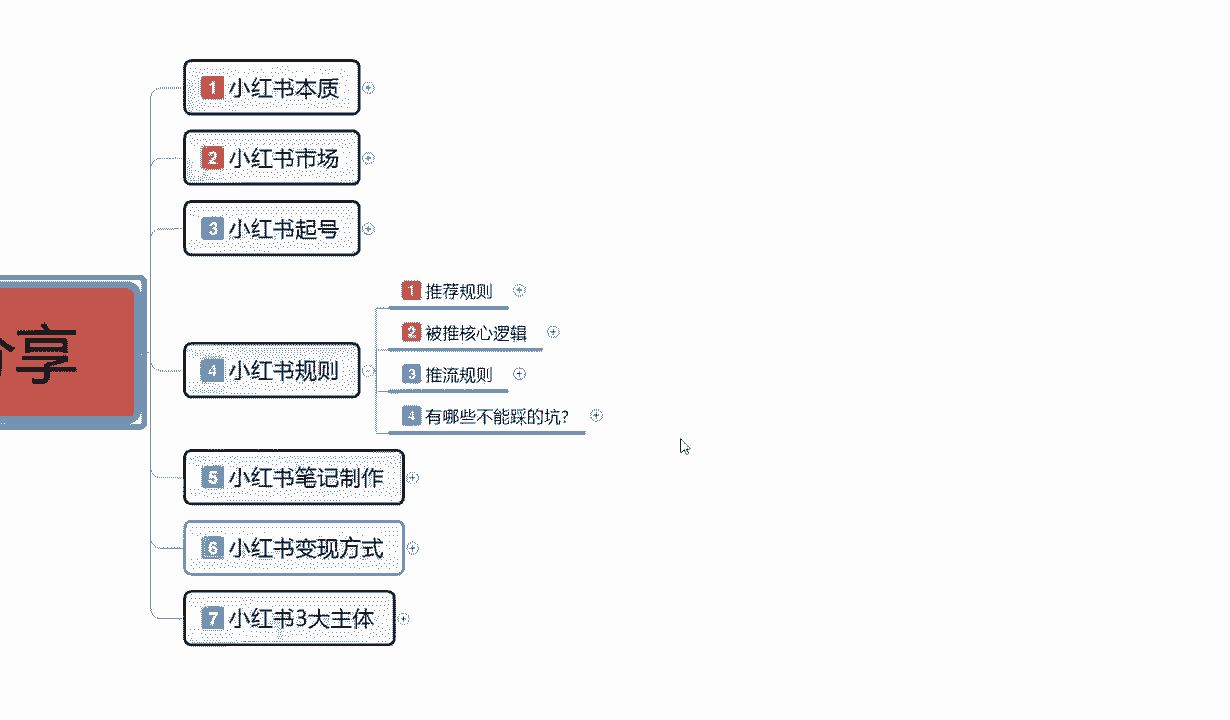 享
1 小红书本质
2 小红书市场
3 小红书起号
4 小红书规则
1 推荐规则
2 被推核心逻辑
3 推流规则
4 有哪些不能踩的坑?
5 小红书笔记制作
6 小红书变现方式
7 小红书3大主体